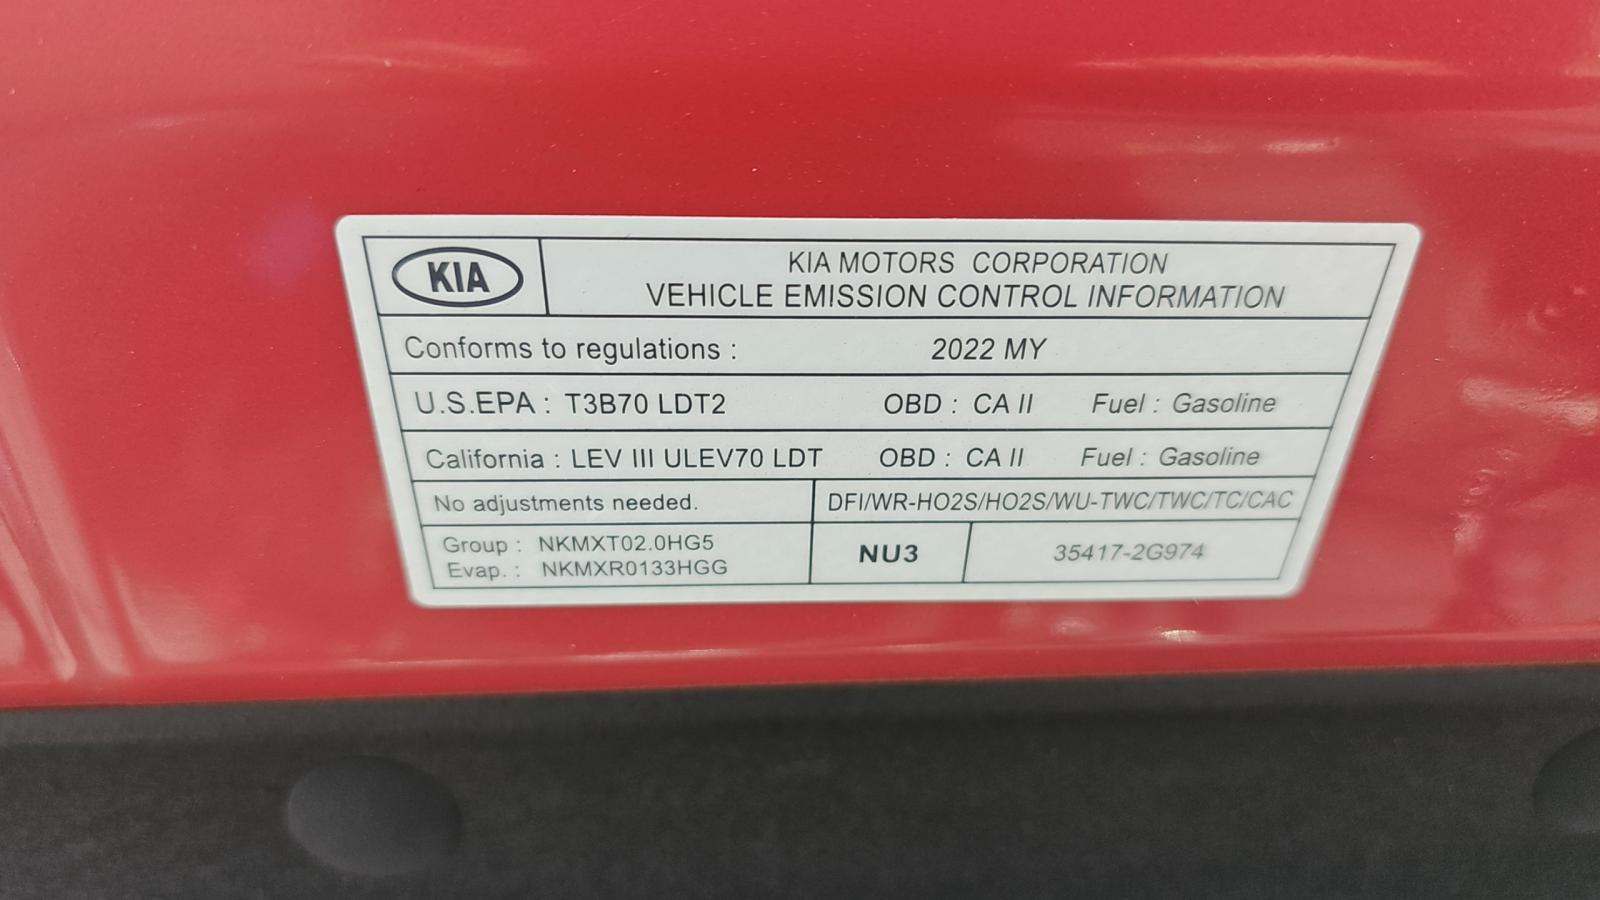 KIA
KIA MOTORS CORPORATION
VEHICLE EMISSION CONTROL INFORMATION
Conforms to regulations : 2022 MY
U.S.EPA : T3B70 LDT2 OBD : CA II Fuel : Gasoline
California : LEV III ULEV70 LDT OBD : CA II Fuel : Gasoline
No adjustments needed. DFI/WR-HO2S/HO2S/WU-TWC/TWC/TC/CAC
Group : NKMXT02.0HG5
Evap. : NKMXR0133HGG
NU3
35417-2G974